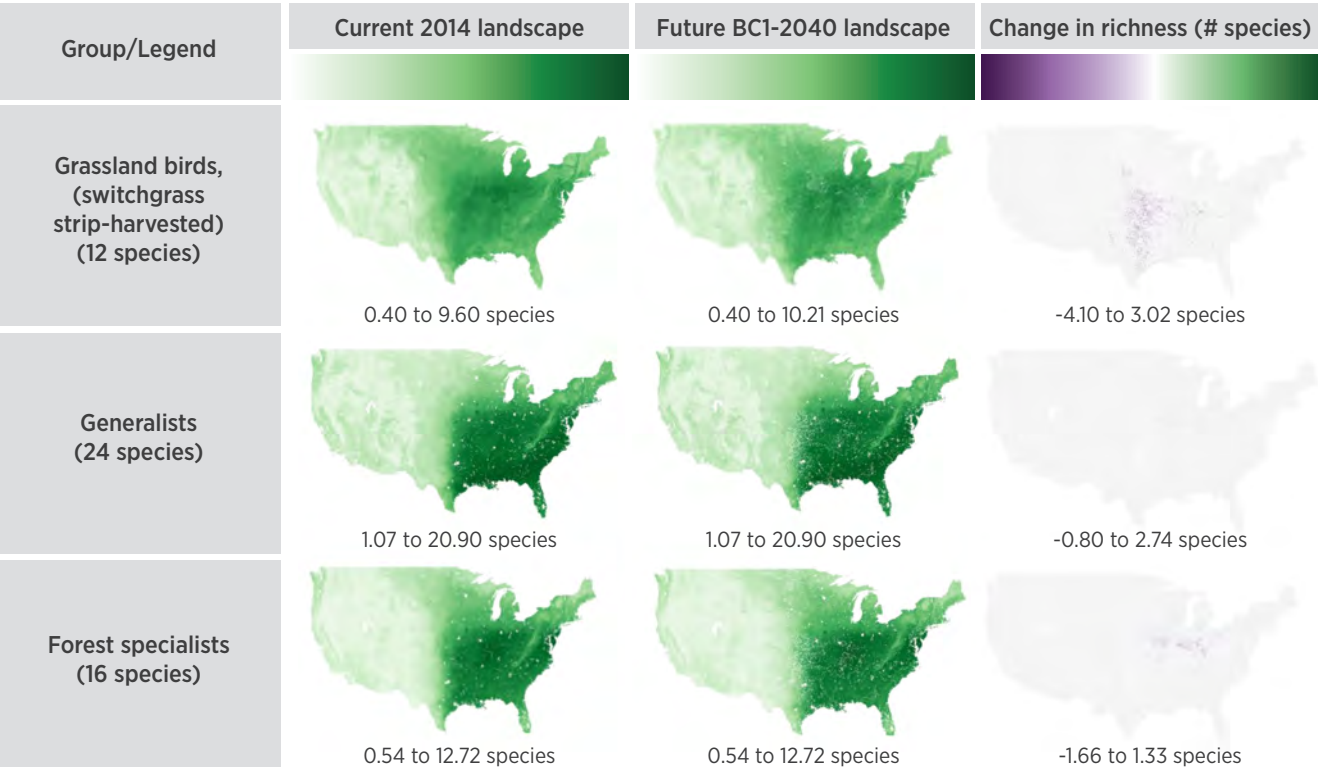 Group/Legend
Current 2014 landscape
Future BC1-2040 landscape
Change in richness (# species)
Grassland birds,
(switchgrass
strip-harvested)
(12 species)
0.40 to 9.60 species
0.40 to 10.21 species
-4.10 to 3.02 species
Generalists
(24 species)
1.07 to 20.90 species
1.07 to 20.90 species
-0.80 to 2.74 species
Forest specialists
(16 species)
0.54 to 12.72 species
0.54 to 12.72 species
-1.66 to 1.33 species